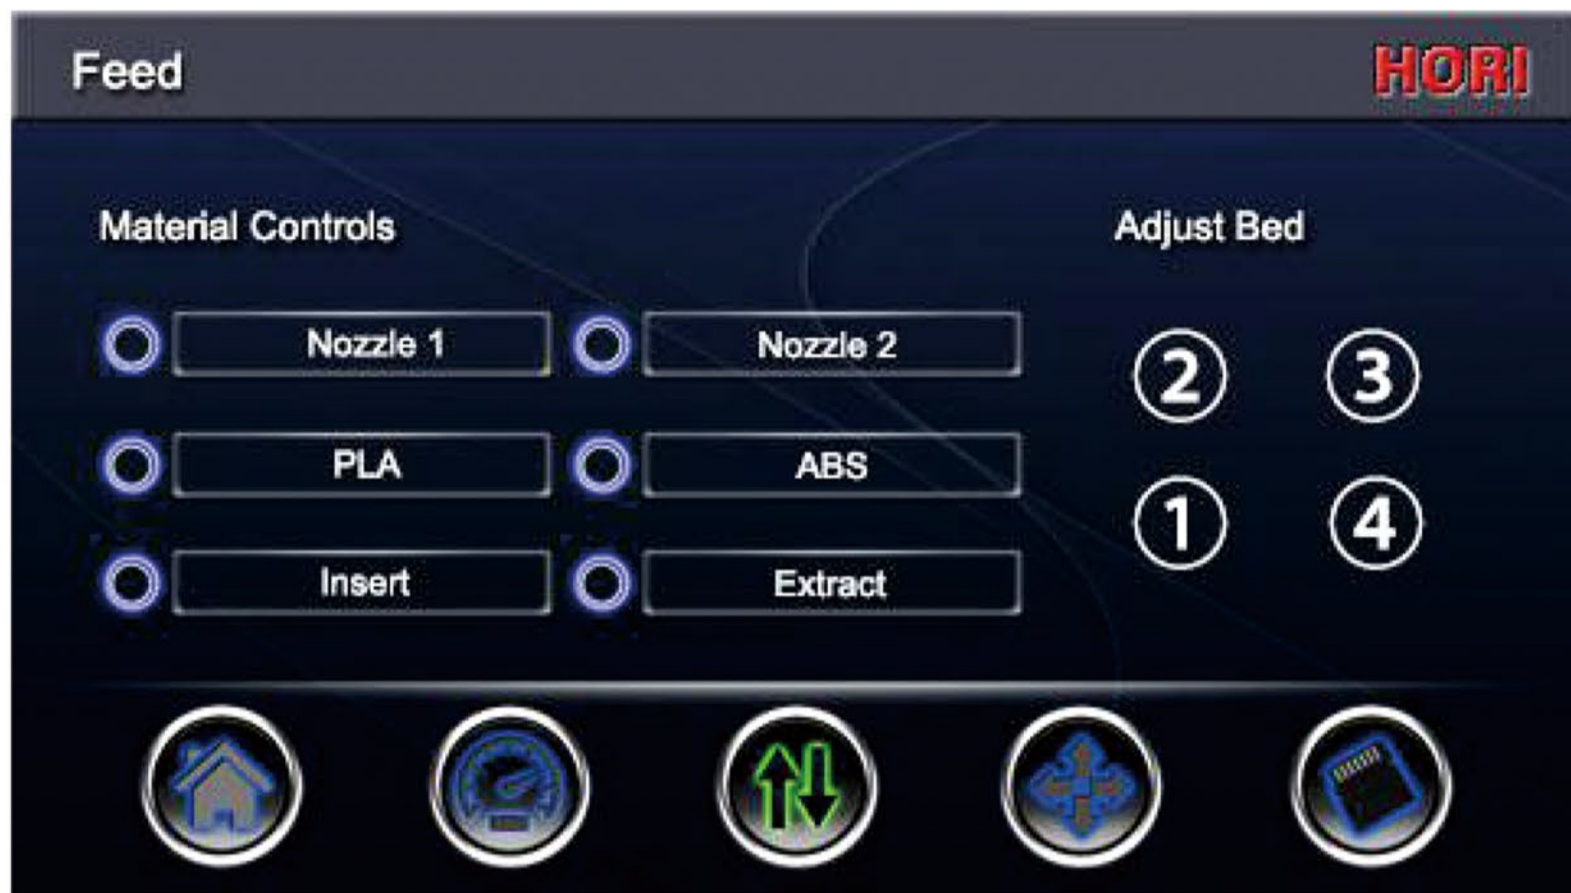 Feed
HORI
Material Controls
Adjust Bed
Nozzle 1
Nozzle 2
②
③
PLA
ABS
①
④
Insert
Extract